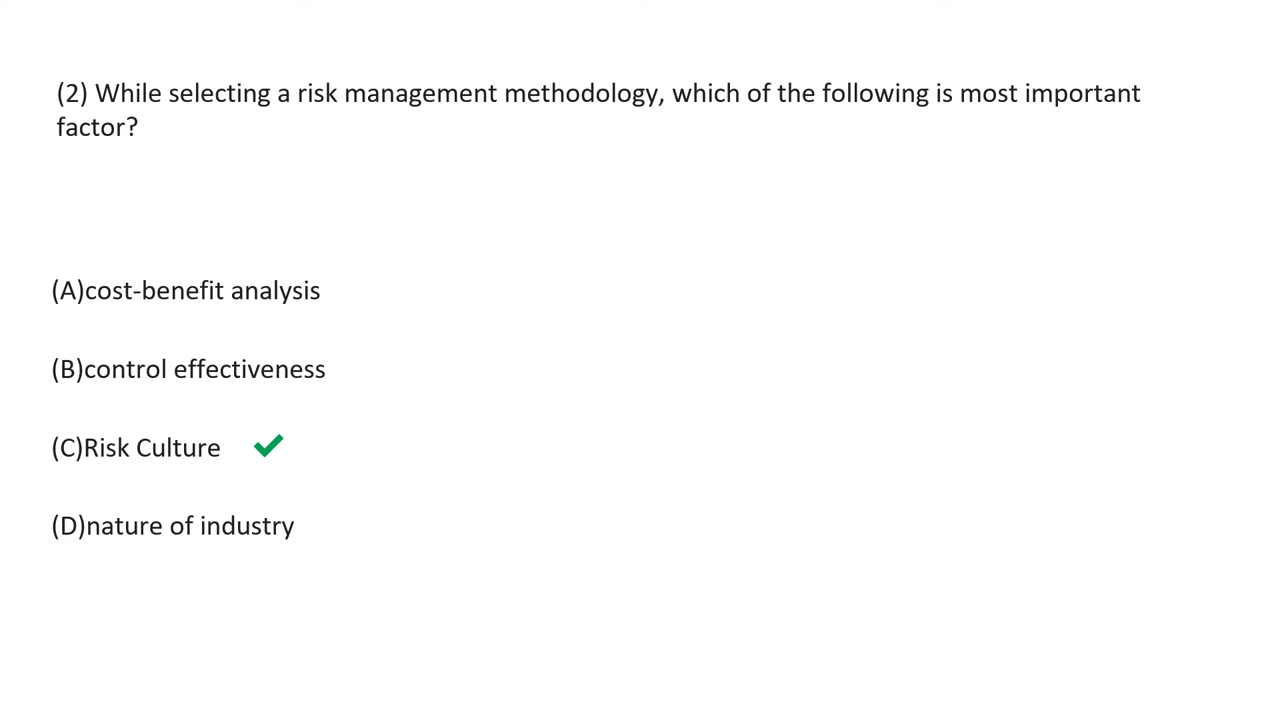 (2) While selecting a risk management methodology, which of the following is most important
factor?
(A)cost-benefit analysis
(B)control effectiveness
(C)Risk Culture
(D)nature of industry